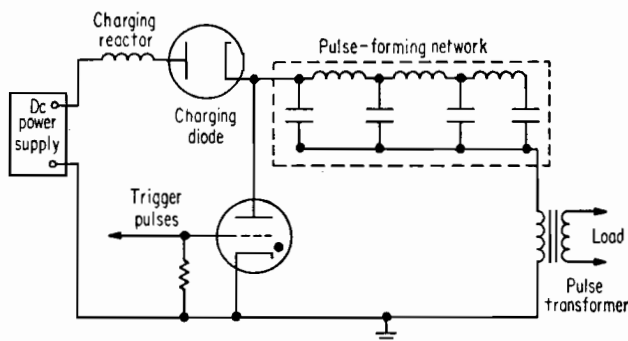 Charging
reactor
Pulse-forming network
Dc
power
supply
Charging
diode
Trigger
pulses
Load
Pulse
transformer